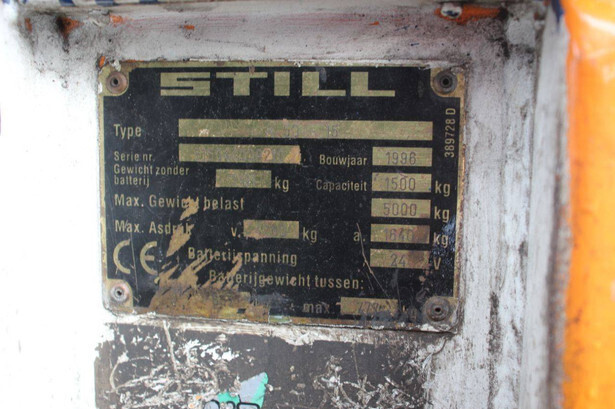 STILL
Type
Serie nr. Bouwjaar 1996
Gewicht zonder
batterij kg Capaciteit 1500 kg
Max. Gewicht belast 5000 kg
Max. Asdruk v. kg a. kg
Batterijspanning 24 V
Batterijgewicht tussen:
max.
389728 D
CE